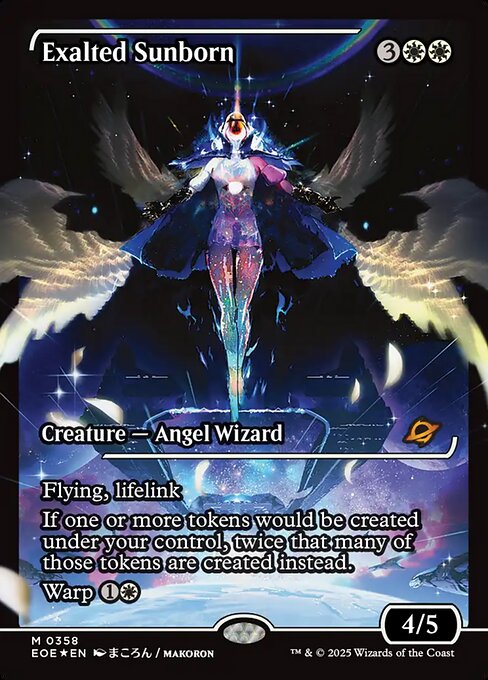 Exalted Sunborn 3
Creature — Angel Wizard
Flying, lifelink
If one or more tokens would be created
under your control, twice that many of
those tokens are created instead.
Warp 1
4/5
M 0358
EOE★EN まころん / MAKORON
™ & © 2025 Wizards of the Coast